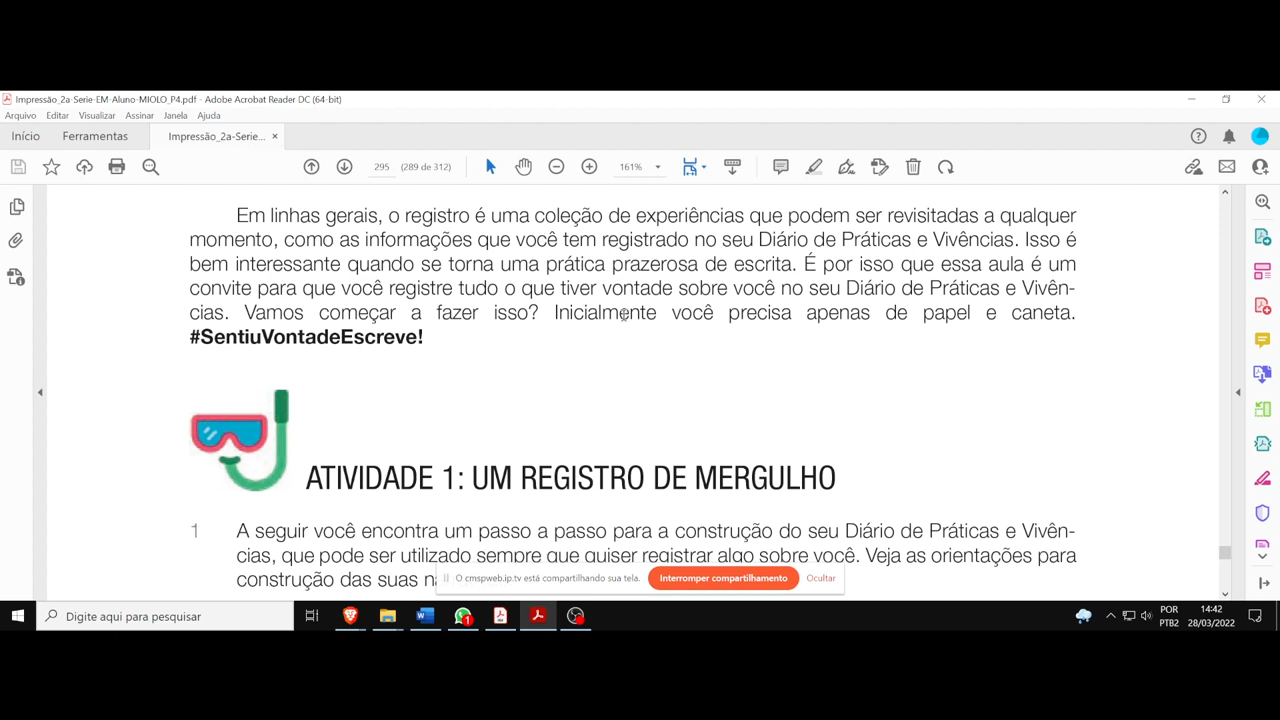 Impressão_2a-Serie-EM-Aluno-MIOLO_P4.pdf - Adobe Acrobat Reader DC (64-bit)
Arquivo Editar Visualizar Assinar Janela Ajuda
Início Ferramentas Impressão_2a-Serie... ×
295 (289 de 312) 161%
Em linhas gerais, o registro é uma coleção de experiências que podem ser revisitadas a qualquer
momento, como as informações que você tem registrado no seu Diário de Práticas e Vivências. Isso é
bem interessante quando se torna uma prática prazerosa de escrita. É por isso que essa aula é um
convite para que você registre tudo o que tiver vontade sobre você no seu Diário de Práticas e Vivên-
cias. Vamos começar a fazer isso? Inicialmente você precisa apenas de papel e caneta.
#SentiuVontadeEscreve!
ATIVIDADE 1: UM REGISTRO DE MERGULHO
1 A seguir você encontra um passo a passo para a construção do seu Diário de Práticas e Vivên-
cias, que pode ser utilizado sempre que quiser registrar algo sobre você. Veja as orientações para
construção das suas
O cmspweb.ip.tv está compartilhando sua tela. Interromper compartilhamento Ocultar
Digite aqui para pesquisar
1
POR
PTB2
14:42
28/03/2022